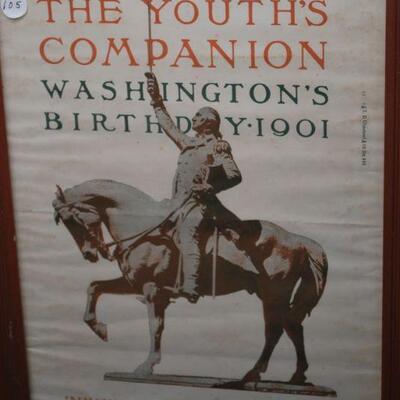 105
THE YOUTH'S
COMPANION
WASHINGTON'S
BIRTHDAY·1901